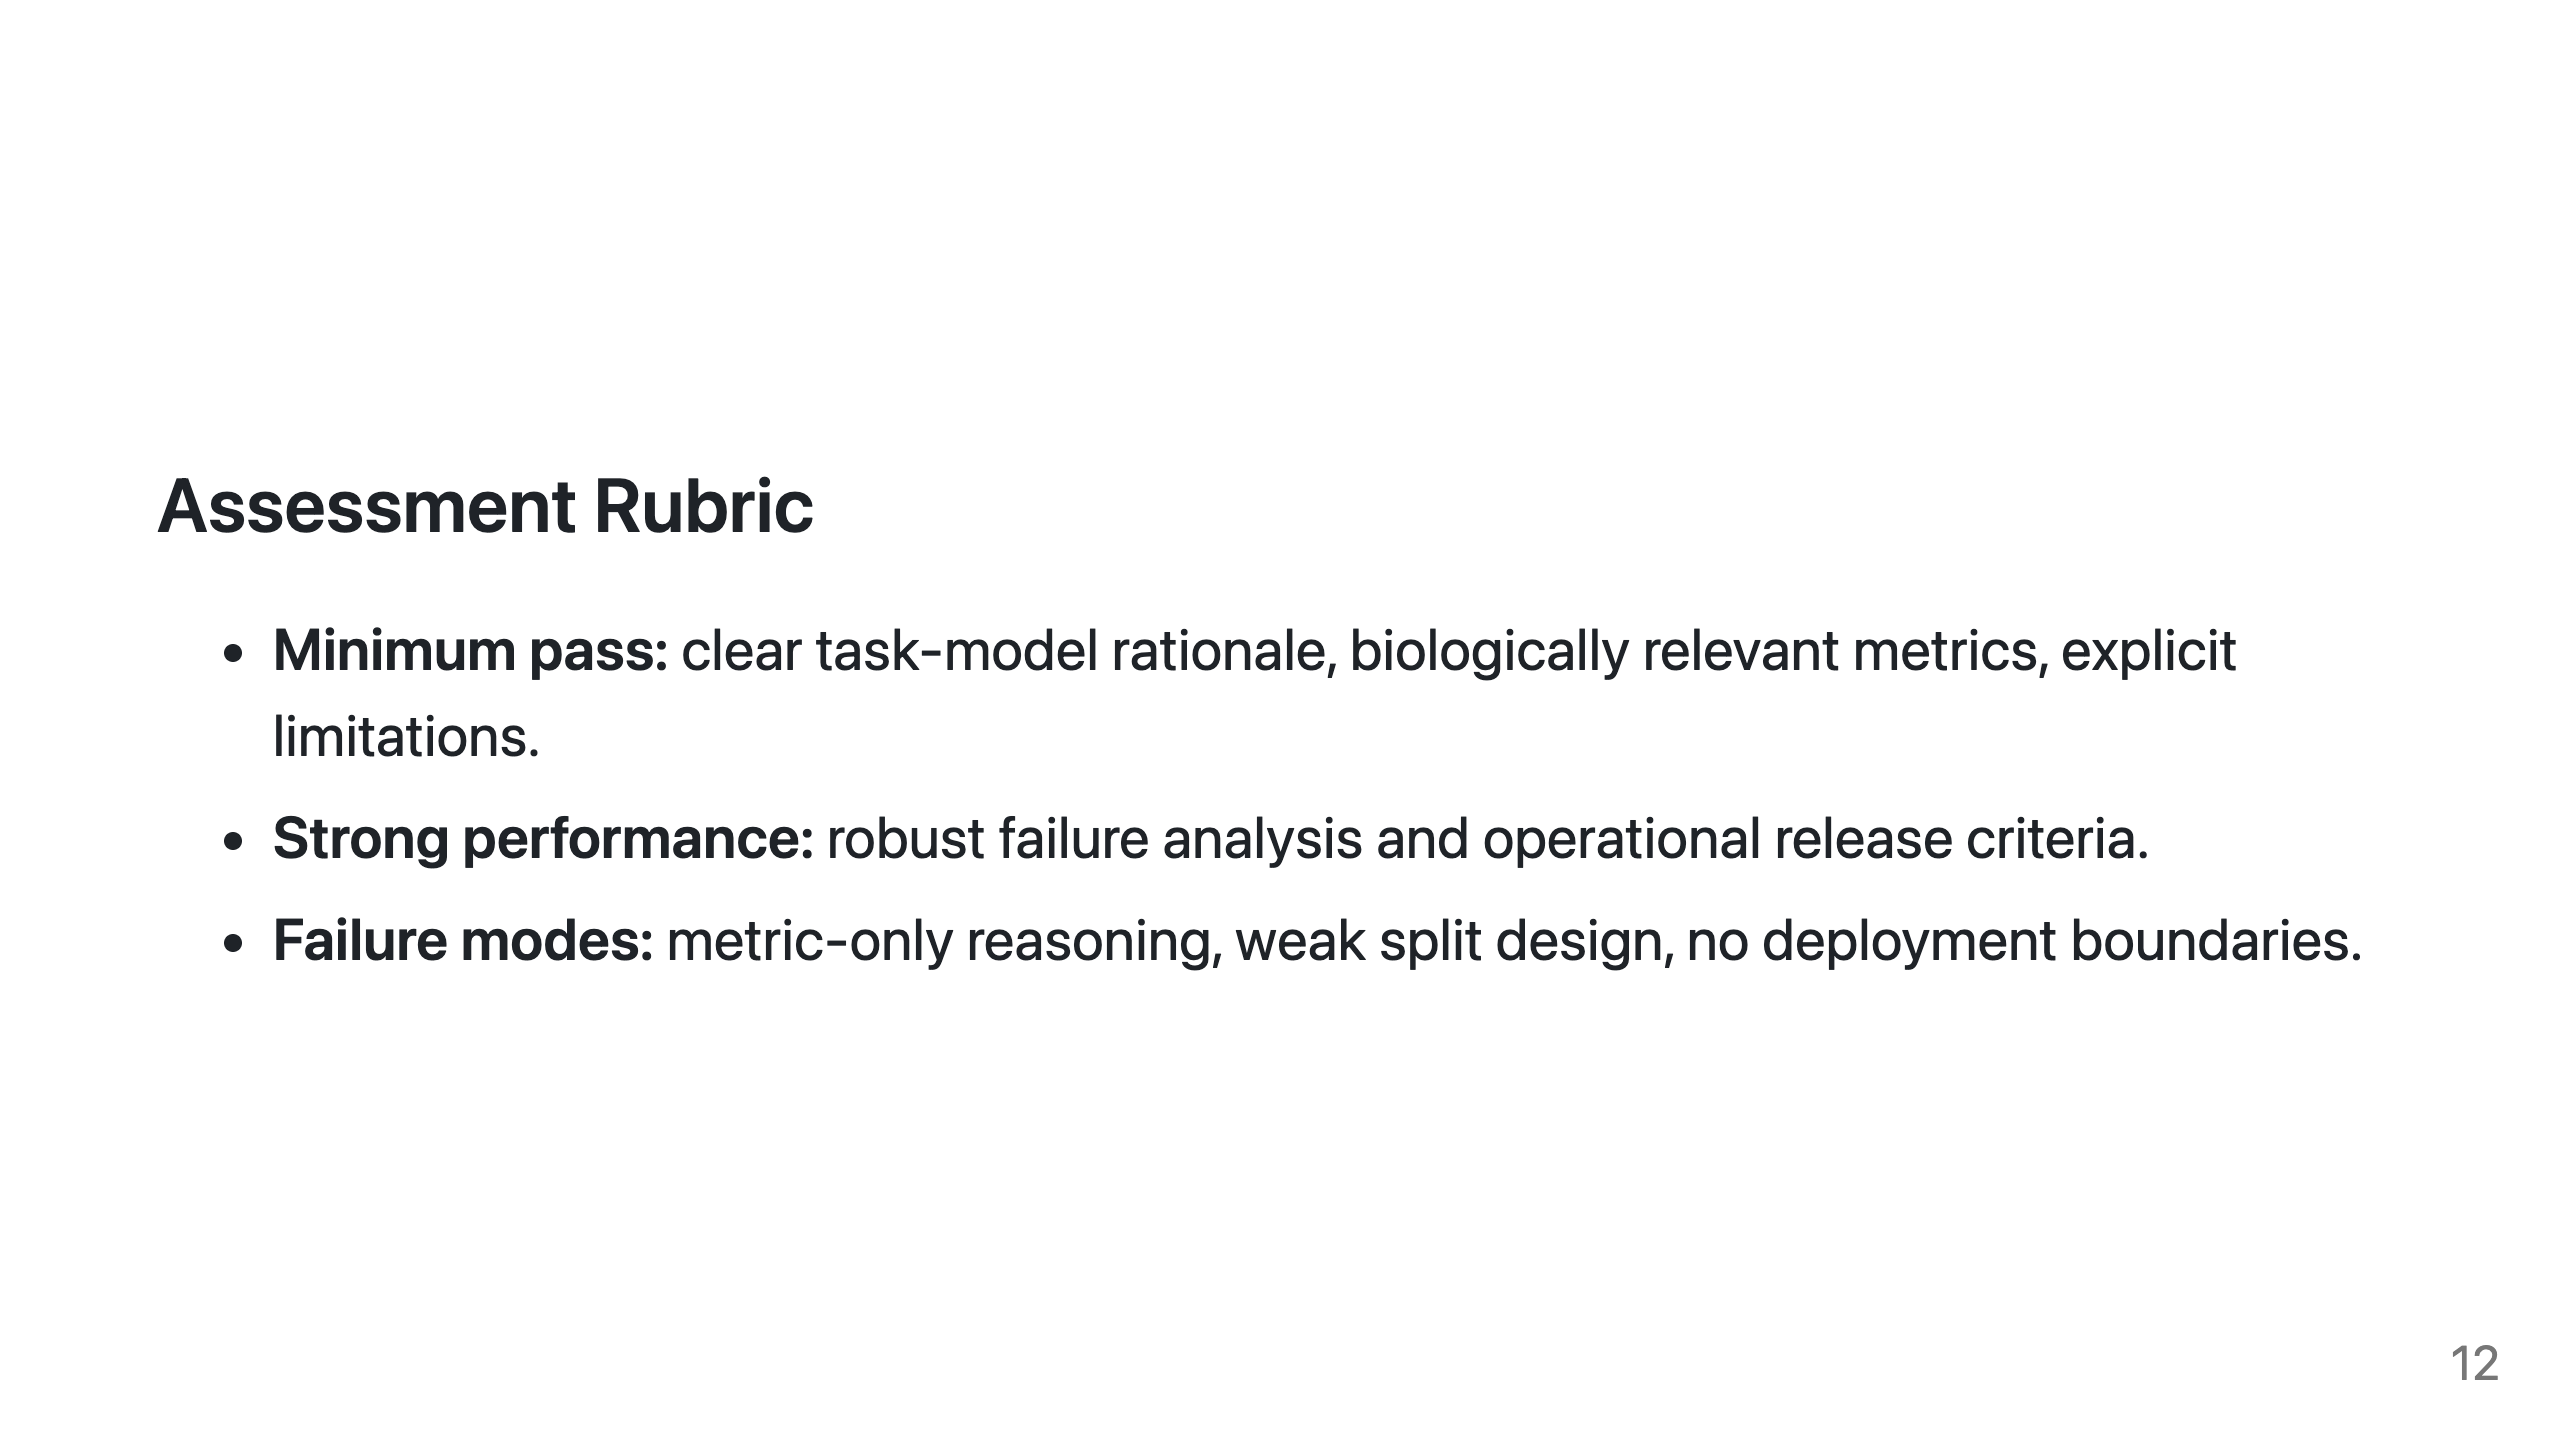 Assessment Rubric
• Minimum pass: clear task-model rationale, biologically relevant metrics, explicit
limitations.
• Strong performance: robust failure analysis and operational release criteria.
• Failure modes: metric-only reasoning, weak split design, no deployment boundaries.
12